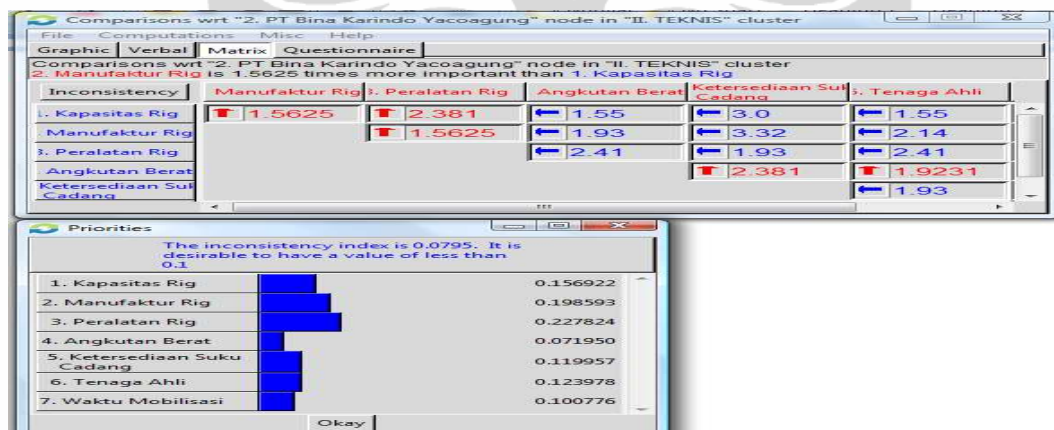 Comparisons wrt "2. PT Bina Karindo Yacoagung" node in "II. TEKNIS" cluster
File Computations Misc Help
Graphic Verbal Matrix Questionnaire
Comparisons wrt "2. PT Bina Karindo Yacoagung" node in "II. TEKNIS" cluster
2. Manufaktur Rig is 1.5625 times more important than 1. Kapasitas Rig
Inconsistency Manufaktur Rig 3. Peralatan Rig Angkutan Berat Ketersediaan Suk Cadang 5. Tenaga Ahli
1. Kapasitas Rig 1.5625 2.381 1.55 3.0 1.55
Manufaktur Rig 1.5625 1.93 3.32 2.14
3. Peralatan Rig 2.41 1.93 2.41
Angkutan Berat 2.381 1.9231
Ketersediaan Suk
Cadang 1.93
Priorities
The inconsistency index is 0.0795. It is
desirable to have a value of less than
0.1
1. Kapasitas Rig 0.156922
2. Manufaktur Rig 0.198593
3. Peralatan Rig 0.227824
4. Angkutan Berat 0.071950
5. Ketersediaan Suku
Cadang 0.119957
6. Tenaga Ahli 0.123978
7. Waktu Mobilisasi 0.100776
Okay